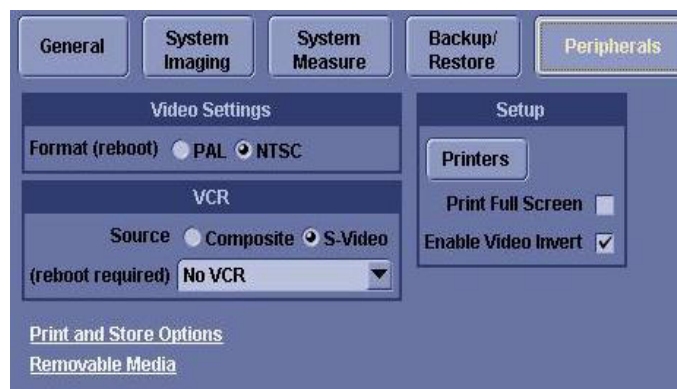 General
System
Imaging
System
Measure
Backup/
Restore
Peripherals
Video Settings
Format (reboot) PAL NTSC
VCR
Source Composite S-Video
(reboot required) No VCR
Setup
Printers
Print Full Screen
Enable Video Invert
Print and Store Options
Removable Media